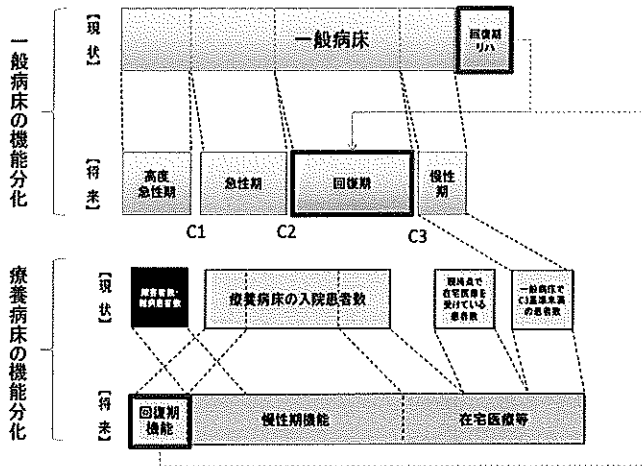 一般病床の機能分化
【現状】
一般病床
回復期
リハ
【将来】
高度
急性期
急性期
回復期
慢性
期
C1
C2
C3
療養病床の機能分化
【現状】
障害者数・
難病患者数
療養病床の入院患者数
現時点で
在宅医療を
受けている
患者数
一般病床で
C3基準未満
の患者数
【将来】
回復期
機能
慢性期機能
在宅医療等